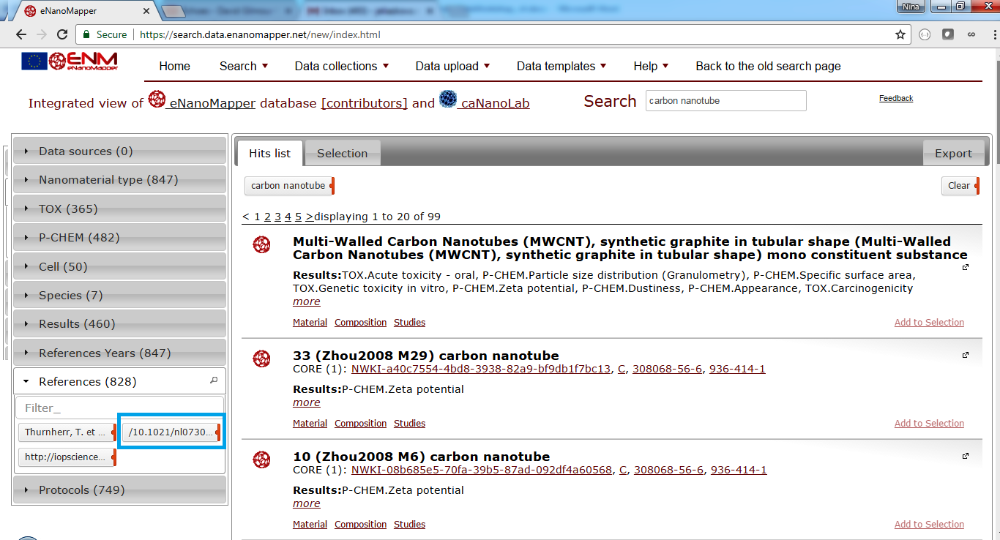 eNanoMapper
Nina
Secure
https://search.data.enanomapper.net/new/index.html
ENM
eNanoMapper
Home Search Data collections Data upload Data templates Help Back to the old search page
Integrated view of eNanoMapper database [contributors] and caNanoLab
Search carbon nanotube
Feedback
Data sources (0)
Nanomaterial type (847)
TOX (365)
P-CHEM (482)
Cell (50)
Species (7)
Results (460)
References Years (847)
References (828)
Filter_
Thurnherr, T. et ... /10.1021/nl0730...
http://iopscience...
Protocols (749)
Hits list Selection Export
carbon nanotube Clear
< 1 2 3 4 5 >displaying 1 to 20 of 99
Multi-Walled Carbon Nanotubes (MWCNT), synthetic graphite in tubular shape (Multi-Walled
Carbon Nanotubes (MWCNT), synthetic graphite in tubular shape) mono constituent substance
Results:TOX.Acute toxicity - oral, P-CHEM.Particle size distribution (Granulometry), P-CHEM.Specific surface area,
TOX.Genetic toxicity in vitro, P-CHEM.Zeta potential, P-CHEM.Dustiness, P-CHEM.Appearance, TOX.Carcinogenicity
more
Material Composition Studies Add to Selection
33 (Zhou2008 M29) carbon nanotube
CORE (1): NWKI-a40c7554-4bd8-3938-82a9-bf9db1f7bc13, C, 308068-56-6, 936-414-1
Results:P-CHEM.Zeta potential
more
Material Composition Studies Add to Selection
10 (Zhou2008 M6) carbon nanotube
CORE (1): NWKI-08b685e5-70fa-39b5-87ad-092df4a60568, C, 308068-56-6, 936-414-1
Results:P-CHEM.Zeta potential
more
Material Composition Studies Add to Selection